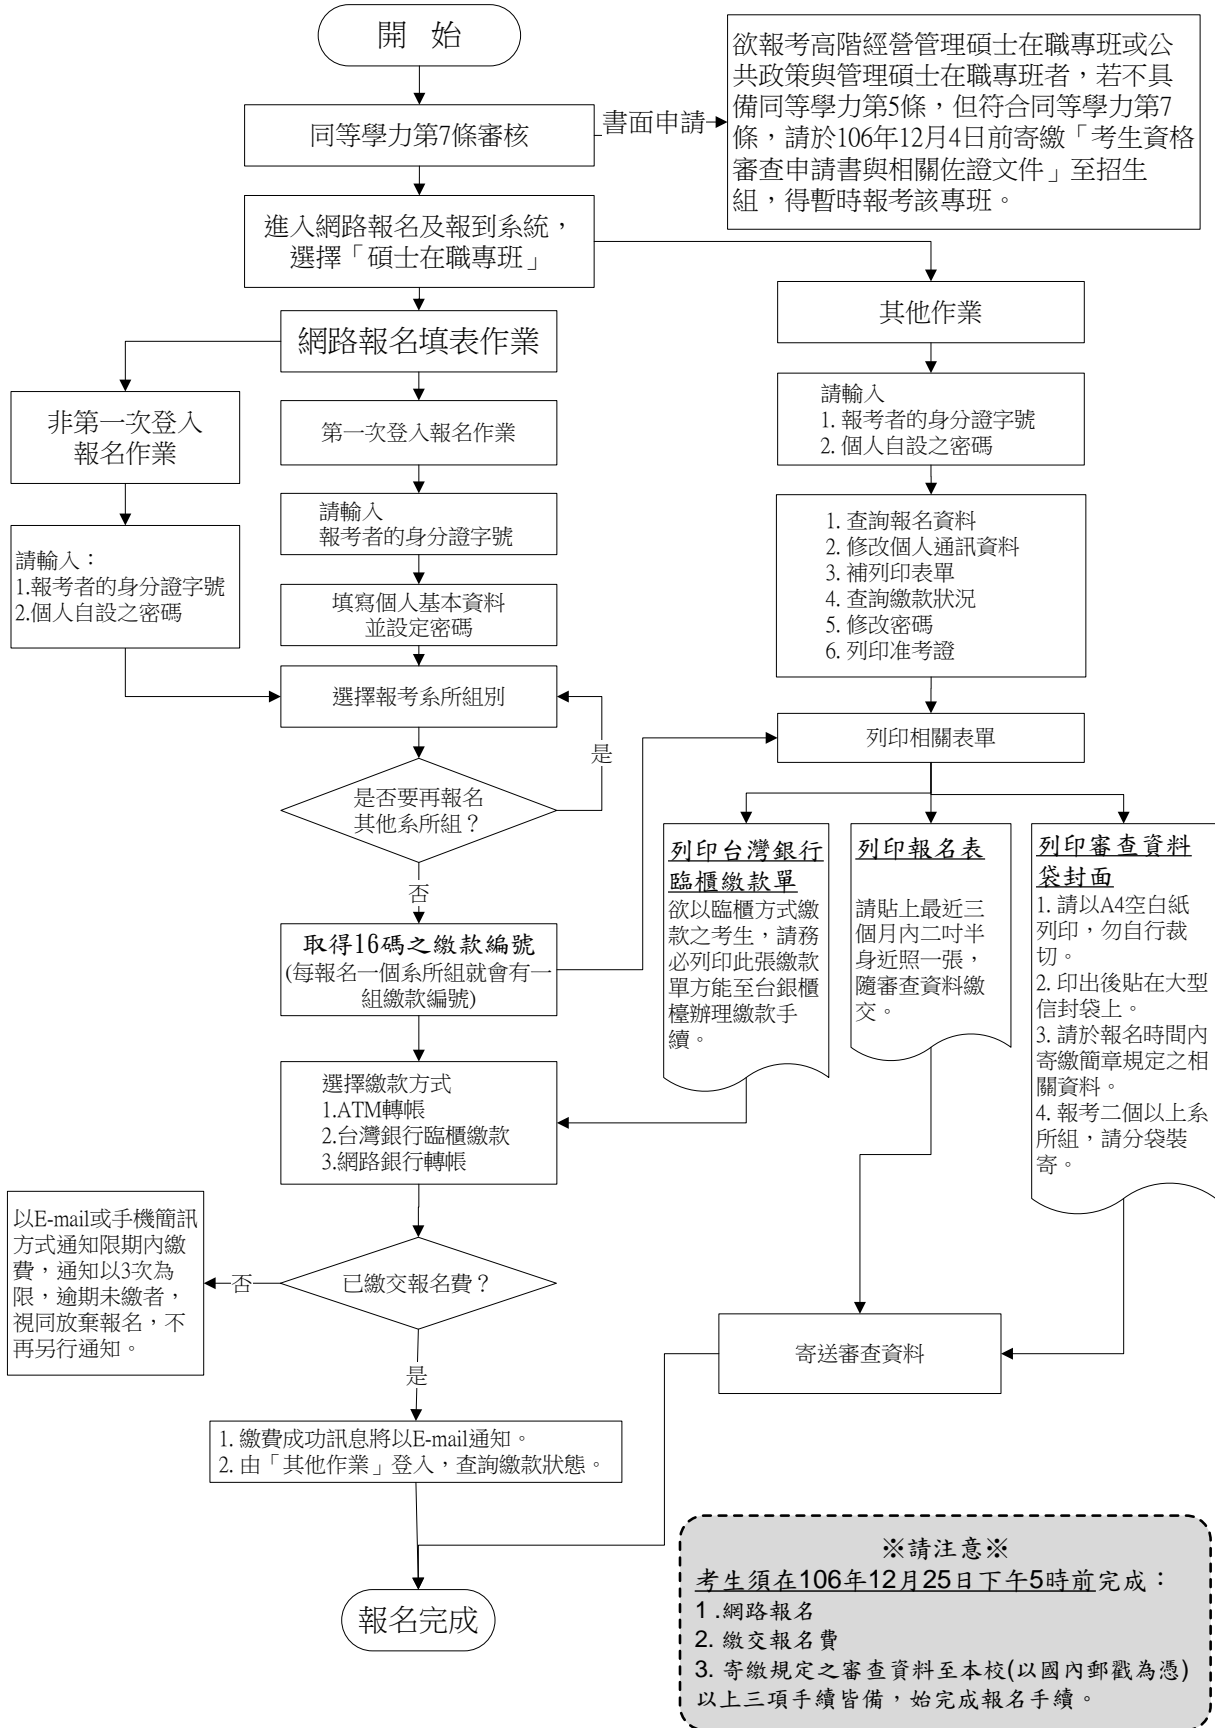 開 始
欲報考高階經營管理碩士在職專班或公
共政策與管理碩士在職專班者，若不具
備同等學力第5條，但符合同等學力第7
條，請於106年12月4日前寄繳「考生資格
審查申請書與相關佐證文件」至招生
組，得暫時報考該專班。
同等學力第7條審核
書面申請
進入網路報名及報到系統，
選擇「碩士在職專班」
網路報名填表作業
其他作業
非第一次登入
報名作業
第一次登入報名作業
請輸入
1. 報考者的身分證字號
2. 個人自設之密碼
請輸入：
1.報考者的身分證字號
2.個人自設之密碼
請輸入
報考者的身分證字號
填寫個人基本資料
並設定密碼
1. 查詢報名資料
2. 修改個人通訊資料
3. 補列印表單
4. 查詢繳款狀況
5. 修改密碼
6. 列印准考證
選擇報考系所組別
是
列印相關表單
是否要再報名
其他系所組？
否
取得16碼之繳款編號
(每報名一個系所組就會有一
組繳款編號)
列印台灣銀行
臨櫃繳款單
欲以臨櫃方式繳
款之考生，請務
必列印此張繳款
單方能至台銀櫃
檯辦理繳款手
續。
列印報名表
請貼上最近三
個月內二吋半
身近照一張，
隨審查資料繳
交。
列印審查資料
袋封面
1. 請以A4空白紙
列印，勿自行裁
切。
2. 印出後貼在大型
信封袋上。
3. 請於報名時間內
寄繳簡章規定之相
關資料。
4. 報考二個以上系
所組，請分袋裝
寄。
選擇繳款方式
1.ATM轉帳
2.台灣銀行臨櫃繳款
3.網路銀行轉帳
以E-mail或手機簡訊
方式通知限期內繳
費，通知以3次為
限，逾期未繳者，
視同放棄報名，不
再另行通知。
否
已繳交報名費？
是
寄送審查資料
1. 繳費成功訊息將以E-mail通知。
2. 由「其他作業」登入，查詢繳款狀態。
報名完成
※請注意※
考生須在106年12月25日下午5時前完成：
1 .網路報名
2. 繳交報名費
3. 寄繳規定之審查資料至本校(以國內郵戳為憑)
以上三項手續皆備，始完成報名手續。